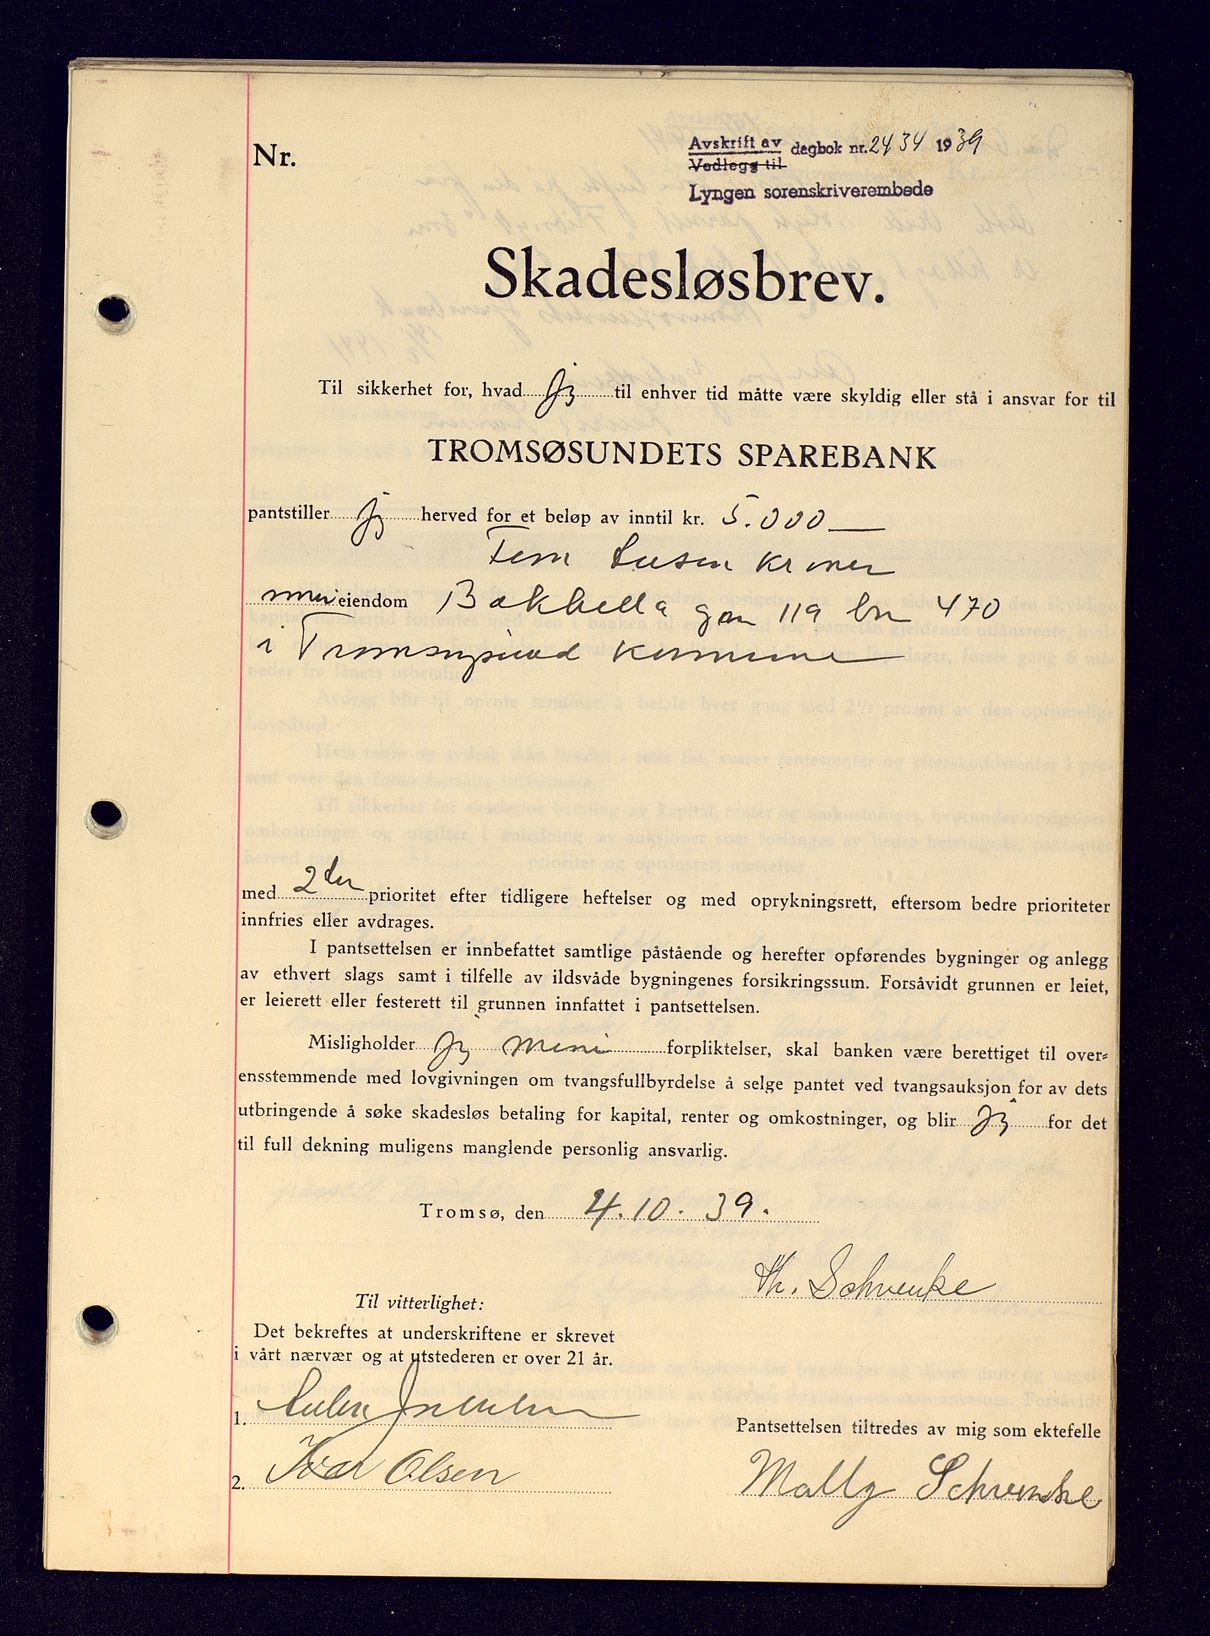 Nr.
Avskrift av
Vedlegg til
dagbok nr. 2434 1939
Lyngen sorenskriverembede
Skadesløsbrev.
Til sikkerhet for, hvad jeg til enhver tid måtte være skyldig eller stå i ansvar for til
TROMSØSUNDETS SPAREBANK
pantstiller jeg herved for et beløp av inntil kr. 5.000
Fem tusen kroner
min eiendom Bakkella gnr 119 bnr 470
i Tromsøysund kommune
med 2den prioritet efter tidligere heftelser og med oprykningsrett, eftersom bedre prioriteter
innfries eller avdrages.
I pantsettelsen er innbefattet samtlige påstående og herefter opførendes bygninger og anlegg
av ethvert slags samt i tilfelle av ildsvåde bygningenes forsikringssum. Forsåvidt grunnen er leiet,
er leierett eller festerett til grunnen innfattet i pantsettelsen.
Misligholder jeg mine forpliktelser, skal banken være berettiget til over-
ensstemmende med lovgivningen om tvangsfullbyrdelse å selge pantet ved tvangsauksjon for av dets
utbringende å søke skadesløs betaling for kapital, renter og omkostninger, og blir jeg for det
til full dekning muligens manglende personlig ansvarlig.
Tromsø, den 4.10.39.
Th. Schwenke
Til vitterlighet:
Det bekreftes at underskriftene er skrevet
i vårt nærvær og at utstederen er over 21 år.
1.
2. Ivar Olsen
Pantsettelsen tiltredes av mig som ektefelle
Mally Schwenke